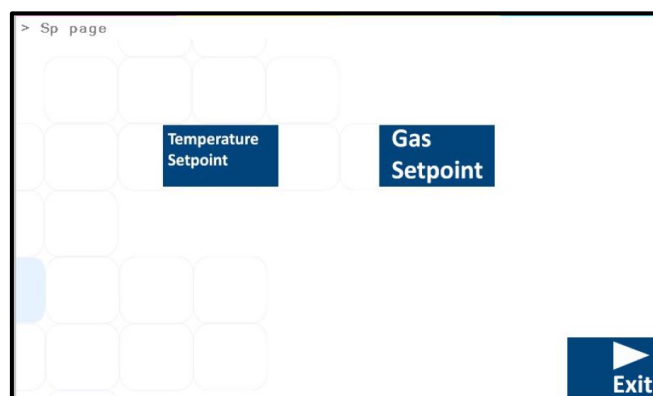 > Sp page
Temperature
Setpoint
Gas
Setpoint
Exit